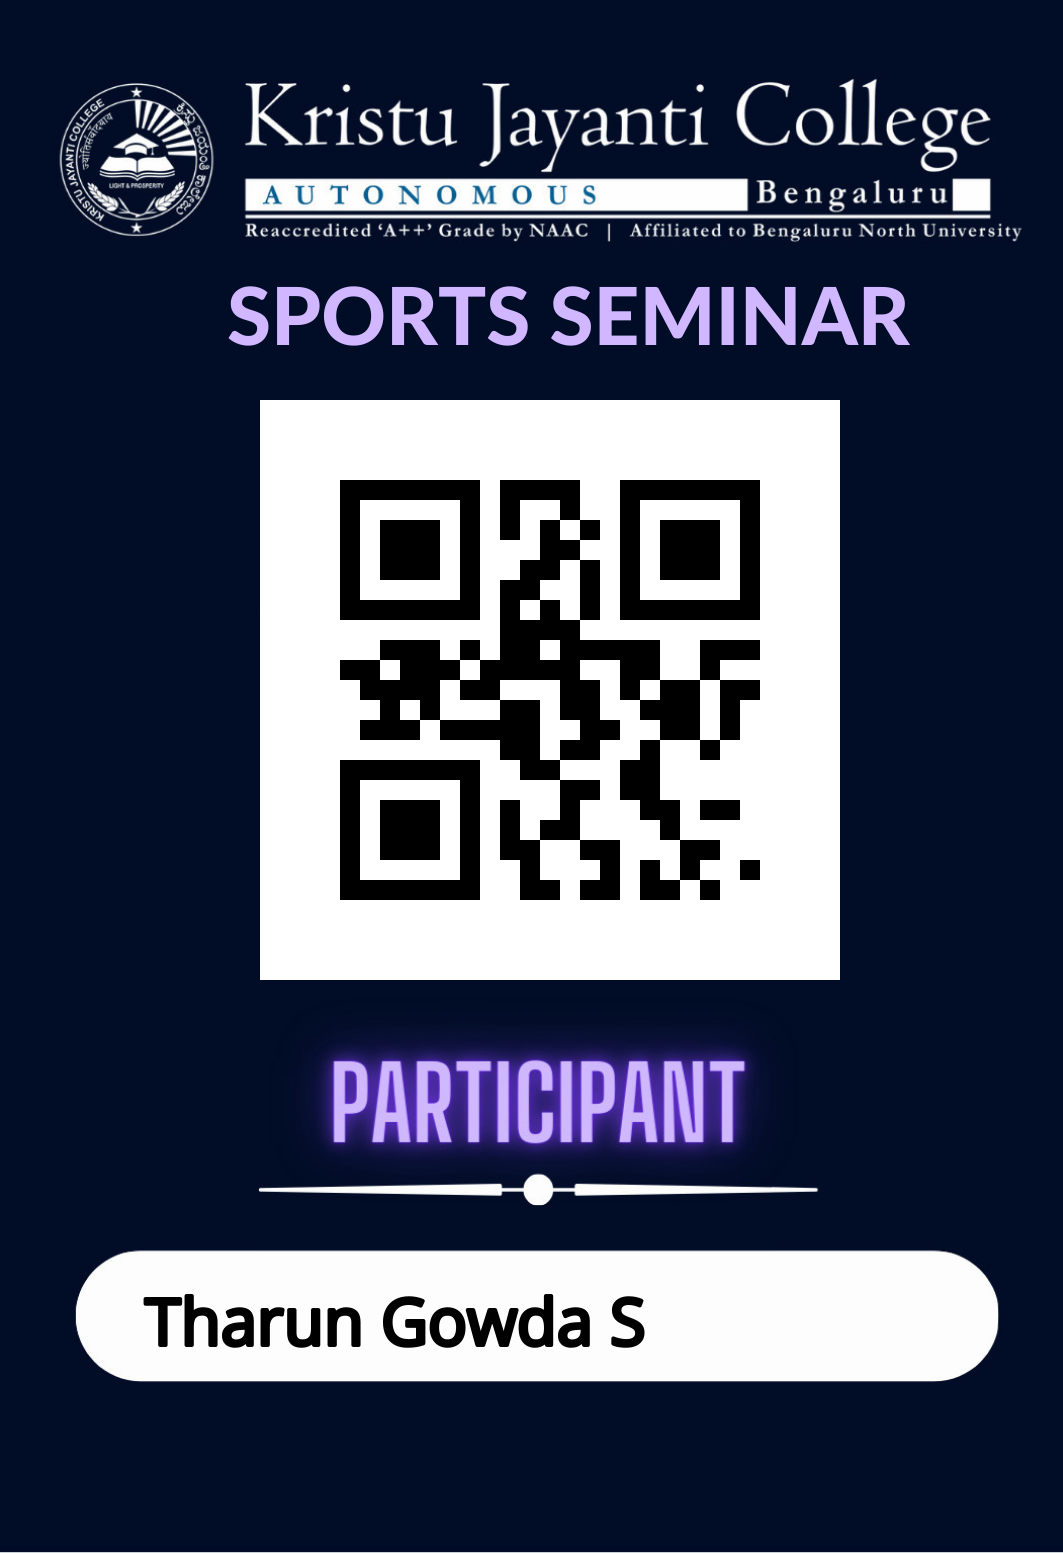 KRISTU JAYANTI COLLEGE
LIGHT & PROSPERITY
Kristu Jayanti College
AUTONOMOUS Bengaluru
Reaccredited ‘A++’ Grade by NAAC | Affiliated to Bengaluru North University
SPORTS SEMINAR
PARTICIPANT
Tharun Gowda S